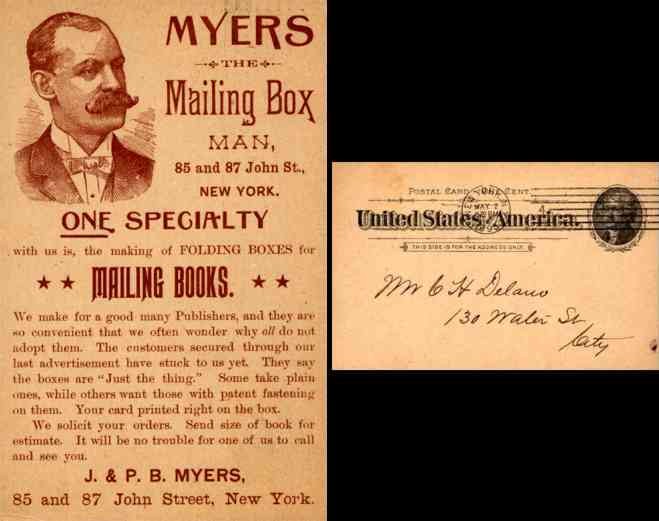 MYERS
THE
Mailing Box
MAN,
85 and 87 John St.,
NEW YORK.
ONE SPECIALTY
with us is, the making of FOLDING BOXES for
★ ★ MAILING BOOKS. ★ ★
We make for a good many Publishers, and they are
so convenient that we often wonder why all do not
adopt them. The customers secured through our
last advertisement have stuck to us yet. They say
the boxes are "Just the thing." Some take plain
ones, while others want those with patent fastening
on them. Your card printed right on the box.
We solicit your orders. Send size of book for
estimate. It will be no trouble for one of us to call
and see you.
J. & P. B. MYERS,
85 and 87 John Street, New York.
POSTAL CARD – ONE CENT.
United States of America.
THIS SIDE IS FOR THE ADDRESS ONLY.
MAY
Mr C H Delano
130 Water St
City